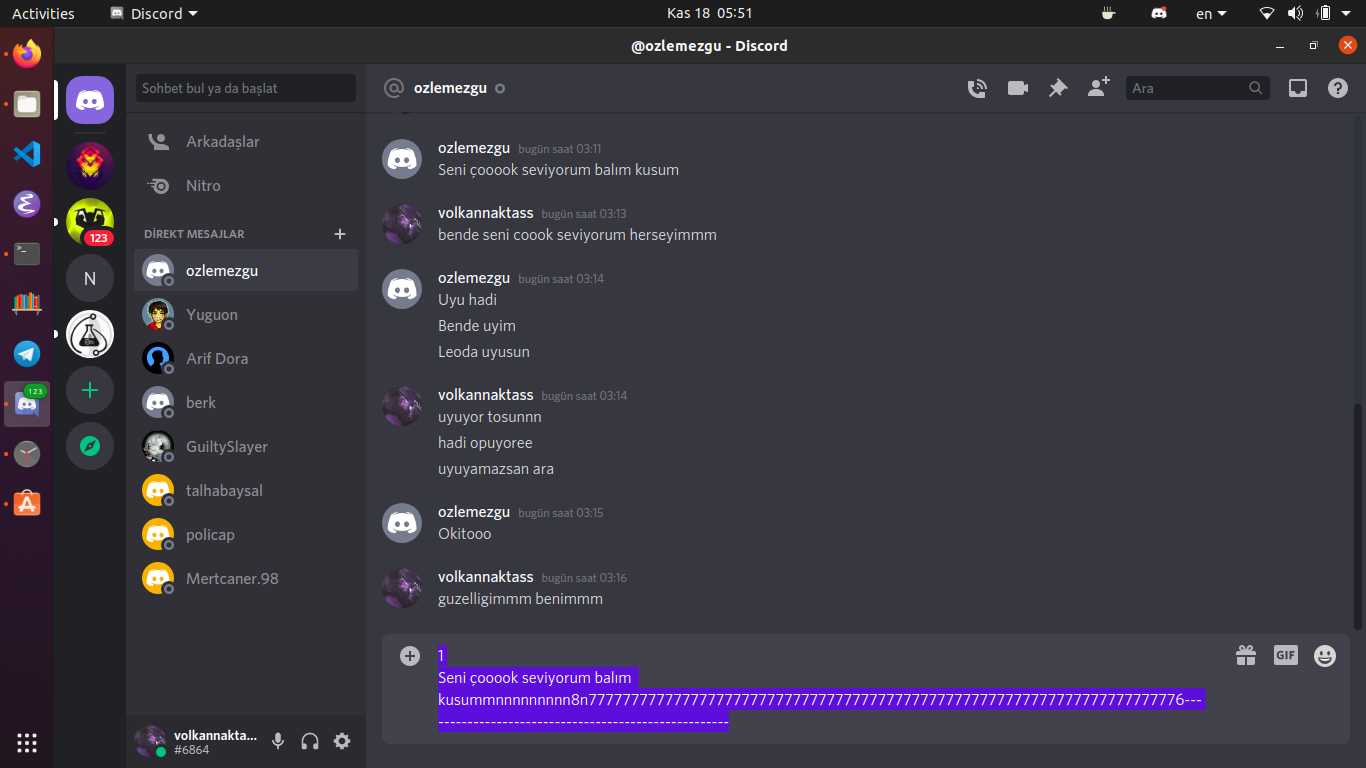 Activities
Discord
Kas 18 05:51
en
@ozlemezgu - Discord
Sohbet bul ya da başlat
ozlemezgu
Ara
GIF
Arkadaşlar
Nitro
DİREKT MESAJLAR
ozlemezgu
Yuguon
Arif Dora
berk
GuiltySlayer
talhabaysal
policap
Mertcaner.98
123
N
123
volkannakta...
#6864
ozlemezgu bugün saat 03:11
Seni çooook seviyorum balım kusum
volkannaktass bugün saat 03:13
bende seni coook seviyorum herseyimmm
ozlemezgu bugün saat 03:14
Uyu hadi
Bende uyim
Leoda uyusun
volkannaktass bugün saat 03:14
uyuyor tosunnn
hadi opuyoree
uyuyamazsan ara
ozlemezgu bugün saat 03:15
Okitooo
volkannaktass bugün saat 03:16
guzelligimmm benimmm
1
Seni çooook seviyorum balım